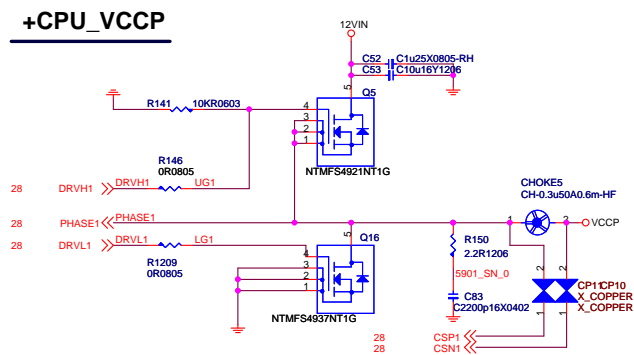 +CPU_VCCP
12VIN
C52 C1u25X0805-RH
C53 C10u16Y1206
5 Q5
R141 10KR0603
4
3
2
1
NTMFS4921NT1G
R146
0R0805
28 DRVH1 DRVH1 UG1
CHOKE5
CH-0.3u50A0.6m-HF
28 PHASE1 PHASE1 1 2 VCCP
28 DRVL1 DRVL1 LG1
5 Q16
R1209
0R0805
4
3
2
1
NTMFS4937NT1G
R150
2.2R1206
5901_SN_0
C83
C2200p16X0402
2 2
CP11 CP10
X_COPPER
X_COPPER
1 1
28 CSP1
28 CSN1